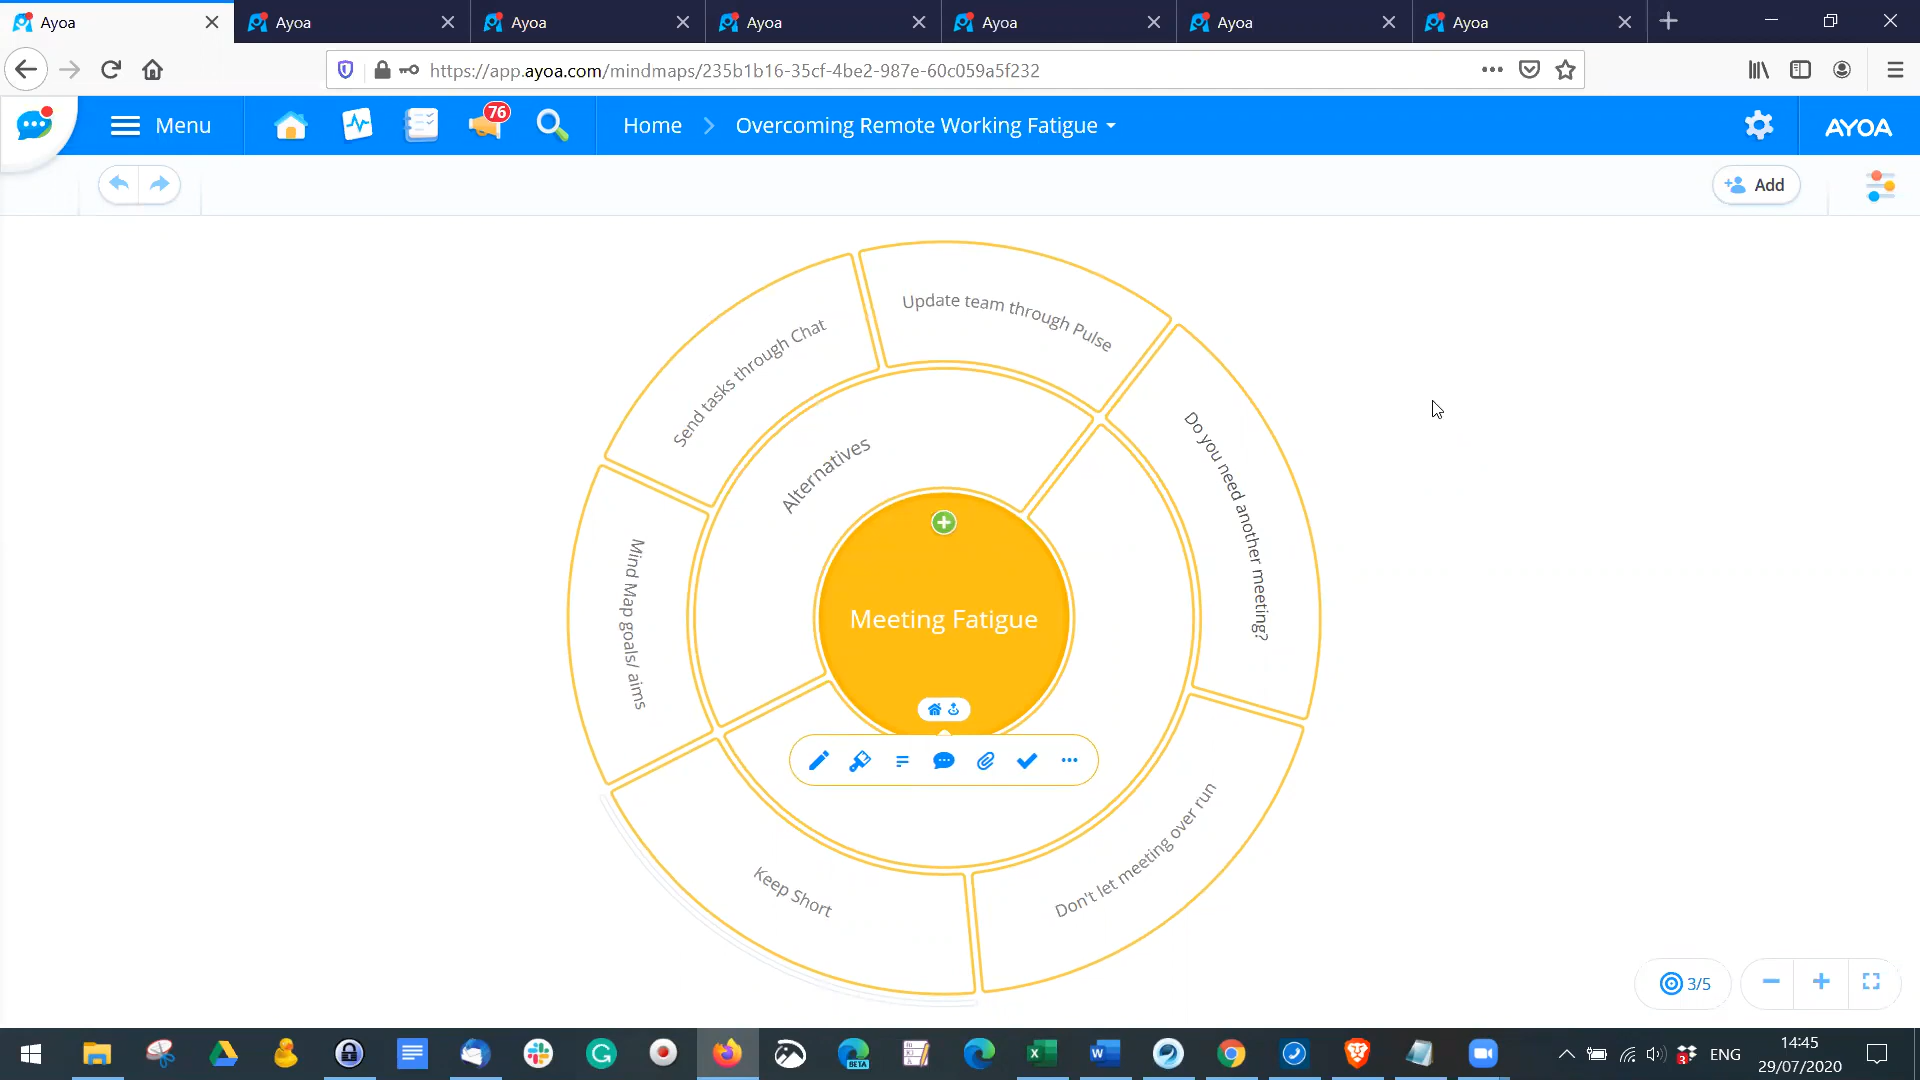 Ayoa
Ayoa
Ayoa
Ayoa
Ayoa
Ayoa
Ayoa
https://app.ayoa.com/mindmaps/235b1b16-35cf-4be2-987e-60c059a5f232
Menu
76
Home
Overcoming Remote Working Fatigue
AYOA
Add
Update team through Pulse
Send tasks through Chat
Do you need another meeting?
Alternatives
Mind Map goals/ aims
Meeting Fatigue
Don't let meeting over run
Keep Short
3/5
BETA
3
ENG
14:45
29/07/2020